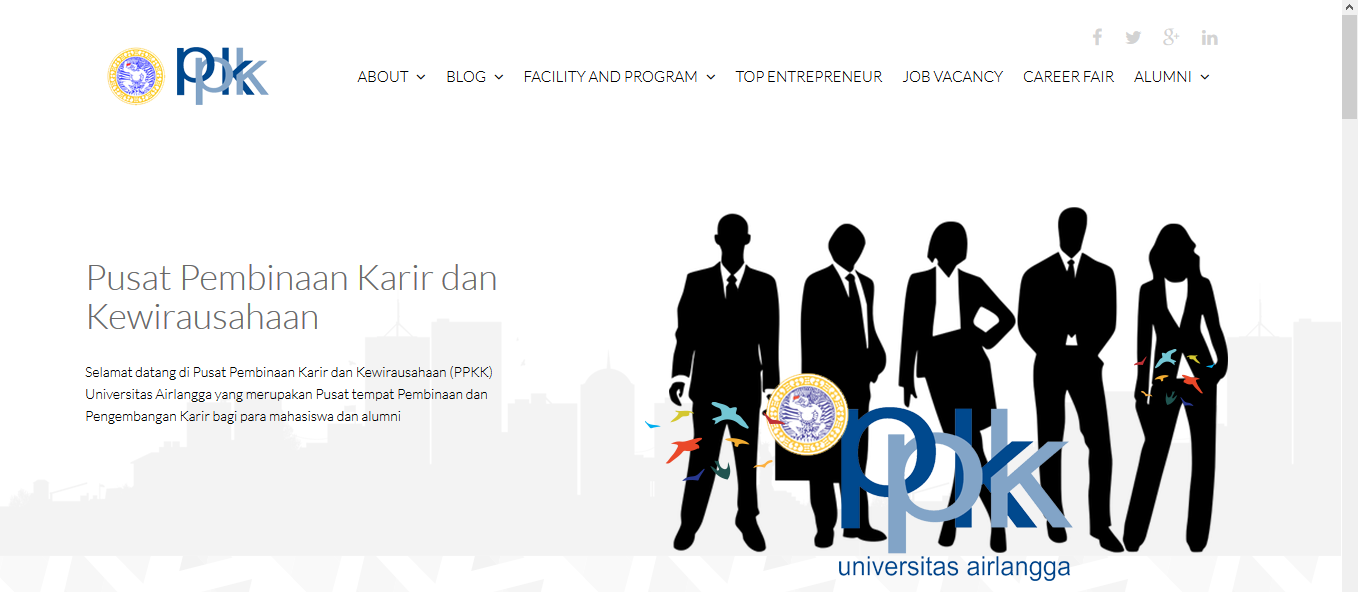 ppkk
ABOUT
BLOG
FACILITY AND PROGRAM
TOP ENTREPRENEUR
JOB VACANCY
CAREER FAIR
ALUMNI
Pusat Pembinaan Karir dan
Kewirausahaan
Selamat datang di Pusat Pembinaan Karir dan Kewirausahaan (PPKK)
Universitas Airlangga yang merupakan Pusat tempat Pembinaan dan
Pengembangan Karir bagi para mahasiswa dan alumni
ppkk
universitas airlangga